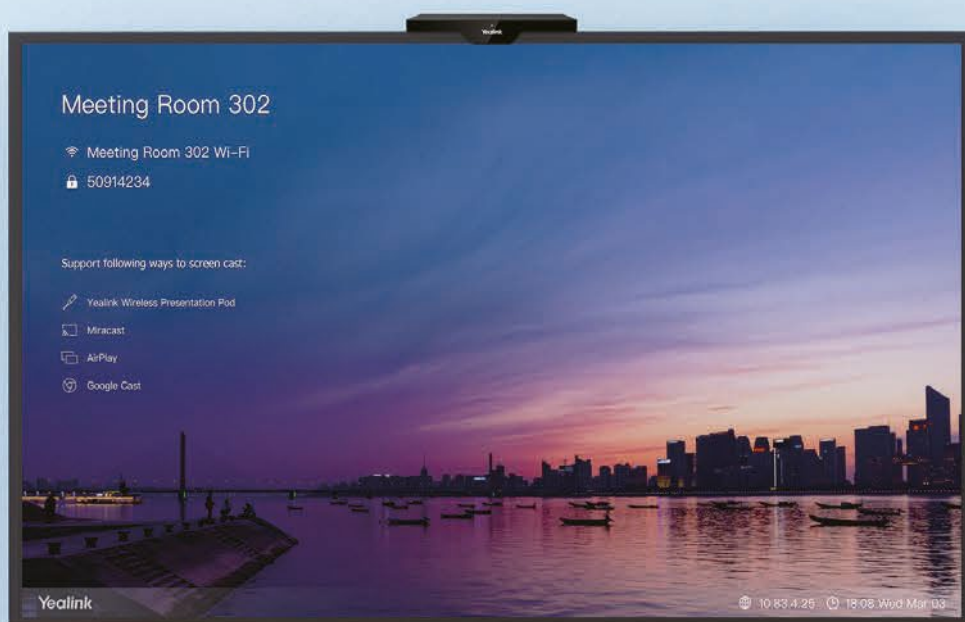 Yealink
Meeting Room 302
Meeting Room 302 Wi-Fi
50914234
Support following ways to screen cast:
Yealink Wireless Presentation Pod
Miracast
AirPlay
Google Cast
Yealink
10.83.4.25 18:08 Wed Mar 03